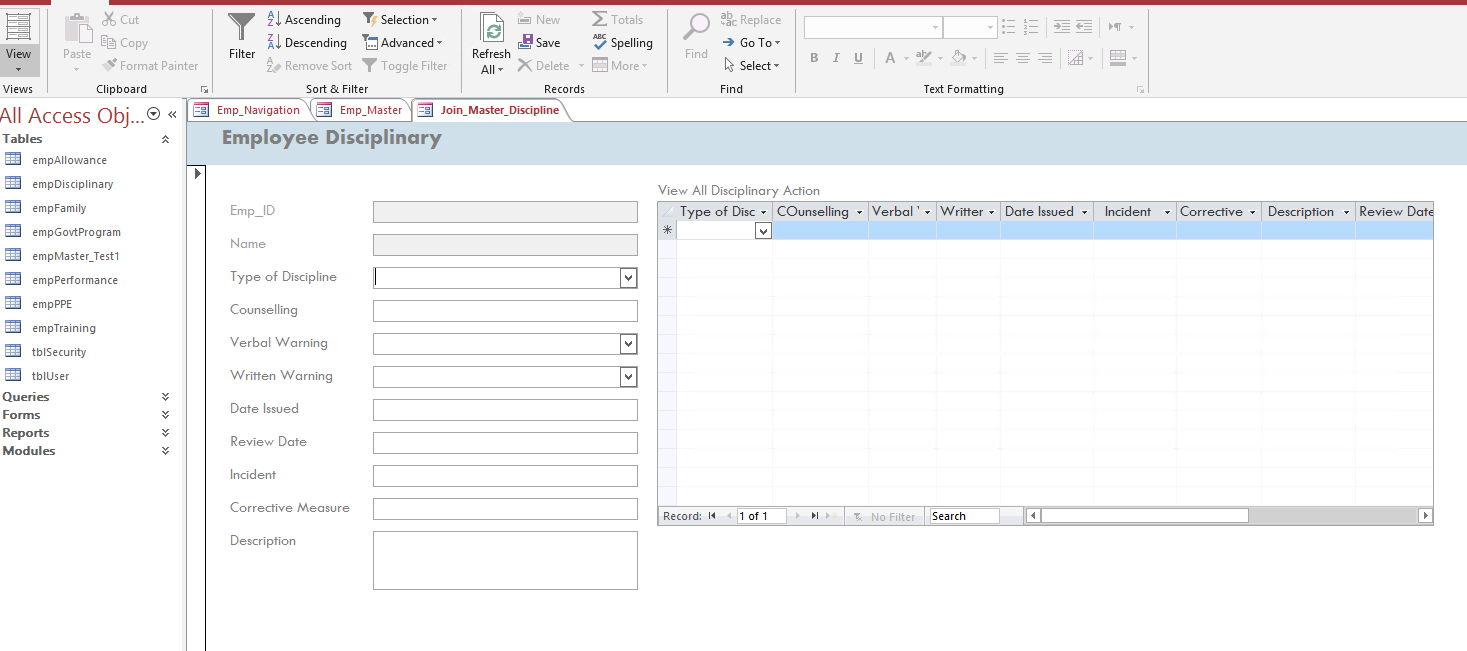 View
Views
Paste
Cut
Copy
Format Painter
Clipboard
Filter
Ascending
Descending
Remove Sort
Selection
Advanced
Toggle Filter
Sort & Filter
Refresh
All
New
Save
Delete
Totals
Spelling
More
Records
Find
Replace
Go To
Select
Find
B I U
A
Text Formatting
All Access Obj...
Tables
empAllowance
empDisciplinary
empFamily
empGovtProgram
empMaster_Test1
empPerformance
empPPE
empTraining
tblSecurity
tblUser
Queries
Forms
Reports
Modules
Emp_Navigation
Emp_Master
Join_Master_Discipline
Employee Disciplinary
Emp_ID
Name
Type of Discipline
Counselling
Verbal Warning
Written Warning
Date Issued
Review Date
Incident
Corrective Measure
Description
View All Disciplinary Action
Type of Disc COunselling Verbal Writter Date Issued Incident Corrective Description Review Date
Record: 1 of 1 No Filter Search